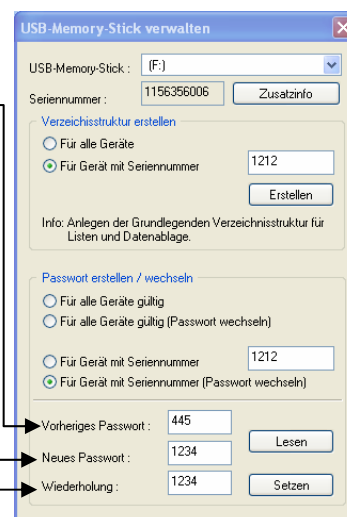 USB-Memory-Stick verwalten
USB-Memory-Stick : (F:)
Seriennummer : 1156356006 Zusatzinfo
Verzeichisstruktur erstellen
Für alle Geräte
Für Gerät mit Seriennummer 1212
Erstellen
Info: Anlegen der Grundlegenden Verzeichnisstruktur für
Listen und Datenablage.
Passwort erstellen / wechseln
Für alle Geräte gültig
Für alle Geräte gültig (Passwort wechseln)
Für Gerät mit Seriennummer 1212
Für Gerät mit Seriennummer (Passwort wechseln)
Vorheriges Passwort : 445
Lesen
Neues Passwort : 1234
Wiederholung : 1234 Setzen